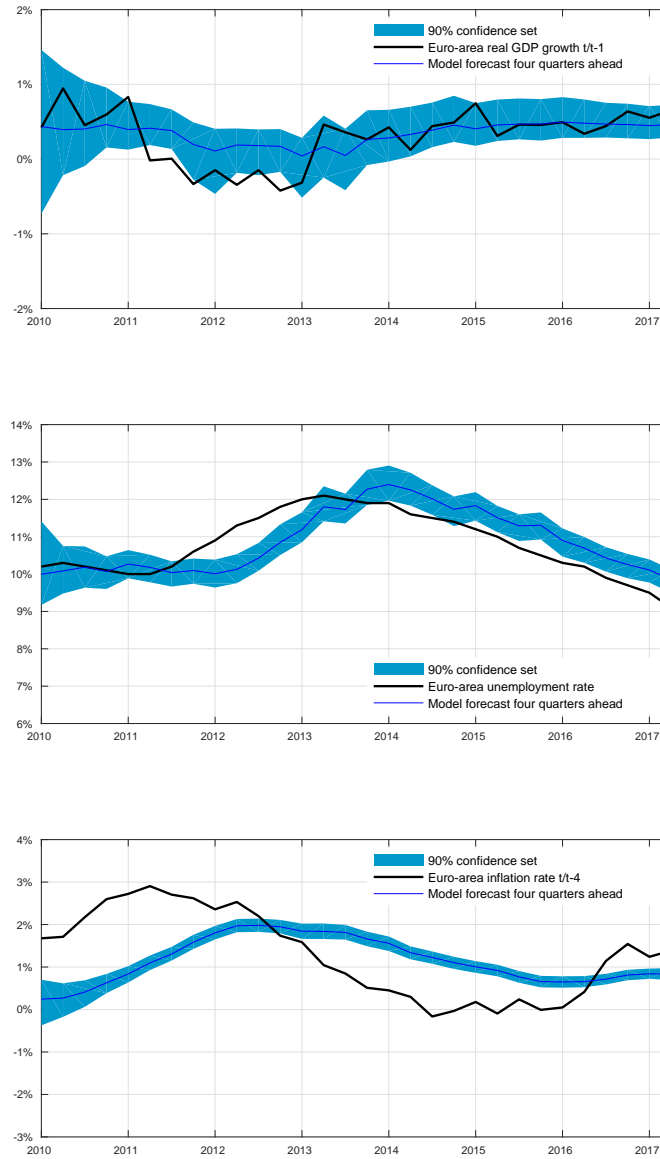 2%
90% confidence set
Euro-area real GDP growth t/t-1
Model forecast four quarters ahead
1%
0%
-1%
-2%
2010 2011 2012 2013 2014 2015 2016 2017
14%
13%
12%
11%
10%
9%
8%
7%
6%
90% confidence set
Euro-area unemployment rate
Model forecast four quarters ahead
2010 2011 2012 2013 2014 2015 2016 2017
4%
90% confidence set
Euro-area inflation rate t/t-4
Model forecast four quarters ahead
3%
2%
1%
0%
-1%
-2%
-3%
2010 2011 2012 2013 2014 2015 2016 2017